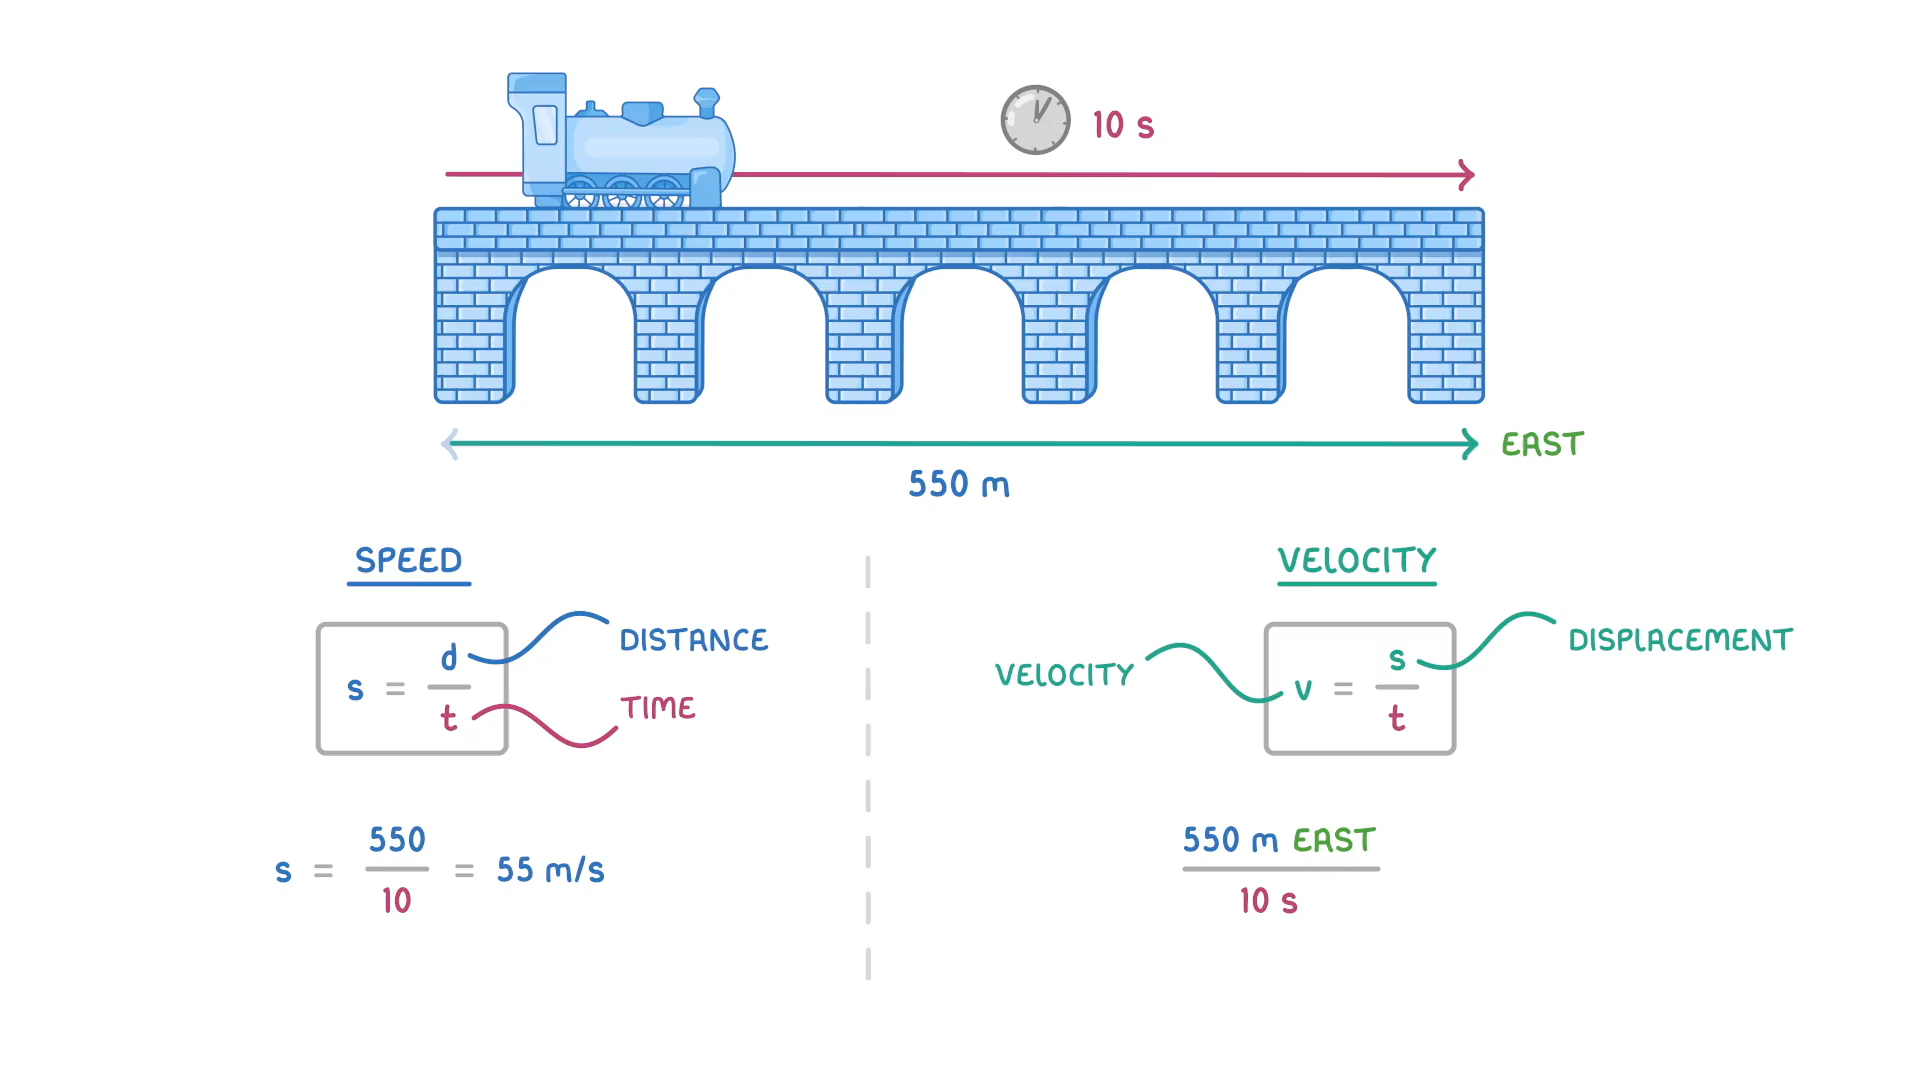 10 s
EAST
550 m
SPEED
s = d/t
DISTANCE
TIME
s = 550/10 = 55 m/s
VELOCITY
VELOCITY
v = s/t
DISPLACEMENT
550 m EAST
10 s